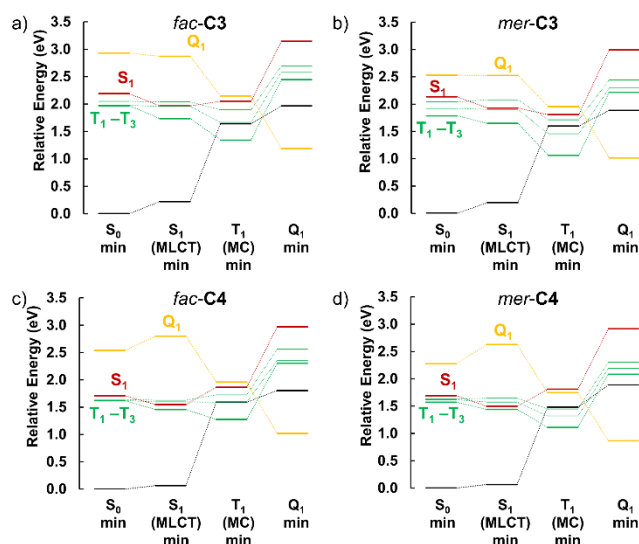 a) fac-C3
Relative Energy (eV)
3.5
3.0
2.5
2.0
1.5
1.0
0.5
0.0
Q1
S1
T1 –T3
S0 min
S1 (MLCT) min
T1 (MC) min
Q1 min
b) mer-C3
Relative Energy (eV)
3.5
3.0
2.5
2.0
1.5
1.0
0.5
0.0
Q1
S1
T1 –T3
S0 min
S1 (MLCT) min
T1 (MC) min
Q1 min
c) fac-C4
Relative Energy (eV)
3.5
3.0
2.5
2.0
1.5
1.0
0.5
0.0
Q1
S1
T1 –T3
S0 min
S1 (MLCT) min
T1 (MC) min
Q1 min
d) mer-C4
Relative Energy (eV)
3.5
3.0
2.5
2.0
1.5
1.0
0.5
0.0
Q1
S1
T1 –T3
S0 min
S1 (MLCT) min
T1 (MC) min
Q1 min